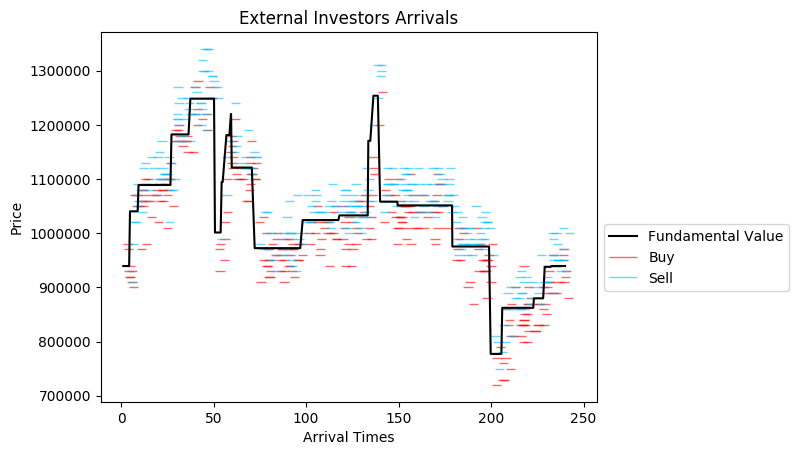 External Investors Arrivals
Price
1300000
1200000
1100000
1000000
900000
800000
700000
0 50 100 150 200 250
Arrival Times
Fundamental Value
Buy
Sell